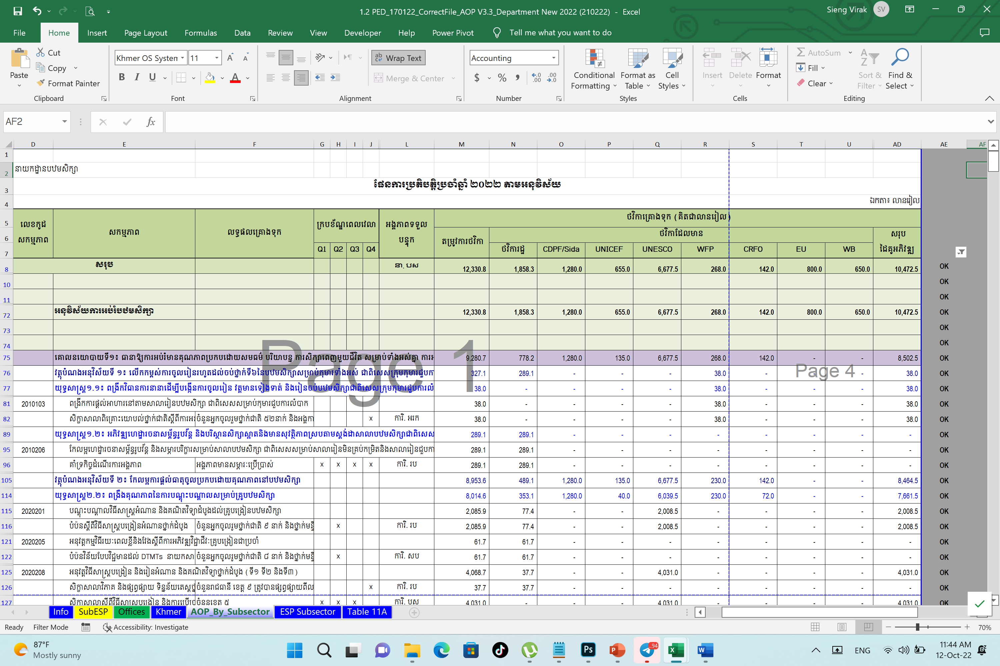 1.2 PED_170122_CorrectFile_AOP V3.3_Department New 2022 (210222) - Excel
Sieng Virak SV
File Home Insert Page Layout Formulas Data Review View Developer Help Power Pivot Tell me what you want to do
Paste Cut Copy Format Painter Clipboard
Khmer OS System 11 Font
Wrap Text Merge & Center Alignment
Accounting Number
Conditional Formatting Format as Table Cell Styles Styles
Insert Delete Format Cells
AutoSum Fill Clear Sort & Filter Find & Select Editing
AF2 fx
D E F G H I J L M N O P Q R S T U AD AE AF
1
2 នាយកដ្ឋានបឋមសិក្សា
3 ផែនការប្រតិបត្តិប្រចាំឆ្នាំ ២០២២ តាមអនុវិស័យ
4 ឯកតា៖ លានរៀល
5 លេខកូដ សកម្មភាព សកម្មភាព លទ្ធផលគ្រោងទុក ក្របខ័ណ្ឌពេលវេលា អង្គភាពទទួល បន្ទុក ថវិកាគ្រោងទុក (គិតជាលានរៀល)
6 តម្រូវការថវិកា ថវិកាដែលមាន សរុប ដៃគូអភិវឌ្ឍ
7 Q1 Q2 Q3 Q4 ថវិការដ្ឋ CDPF/Sida UNICEF UNESCO WFP CRFO EU WB
8 សរុប នា. បស 12,330.8 1,858.3 1,280.0 655.0 6,677.5 268.0 142.0 800.0 650.0 10,472.5 OK
10 OK
11 OK
72 អនុវិស័យការអប់រំបឋមសិក្សា 12,330.8 1,858.3 1,280.0 655.0 6,677.5 268.0 142.0 800.0 650.0 10,472.5 OK
73 OK
74 OK
75 គោលនយោបាយទី១៖ ធានាឱ្យការអប់រំមានគុណភាពប្រកបដោយសមធម៌ បរិយាបន្ន ការសិក្សាពេញមួយជីវិត សម្រាប់ទាំងអស់គ្នា 9,280.7 778.2 1,280.0 135.0 6,677.5 268.0 142.0 - - 8,502.5 OK
76 វត្ថុបំណងអនុវិស័យទី ១៖ លើកកម្ពស់ការចូលរៀនរហូតដល់ចប់ថ្នាក់ទី៦នៃបឋមសិក្សាសម្រាប់កុមារទាំងអស់ ជាពិសេសក្រុមកុមារជួបកា 327.1 289.1 - - - 38.0 - - - 38.0 OK
77 យុទ្ធសាស្ត្រ១.១៖ ពង្រីកវិធានការនានាដើម្បីបង្កើនការចូលរៀន វត្តមានទៀងទាត់ និងរៀនចប់បឋមសិក្សាជាពិសេសក្រុមកុមារជួបការលំ 38.0 - - - - 38.0 - - - 38.0 OK
81 2010103 ពង្រីកការផ្តល់អាហារនៅតាមសាលារៀនបឋមសិក្សា ជាពិសេសសម្រាប់កុមារជួបការលំបាក 38.0 - - - - 38.0 - - - 38.0 OK
82 សិក្ខាសាលាពិគ្រោះយោបល់ថ្នាក់ជាតិស្តីពីការអន ចំនួនអ្នកចូលរួមថ្នាក់ជាតិ ៥២នាក់ និងអង្គកា x ការិ. អរក 38.0 - - - - 38.0 - - - 38.0 OK
89 យុទ្ធសាស្ត្រ១.២៖ អភិវឌ្ឍហេដ្ឋារចនាសម្ព័ន្ធរូបវ័ន្ត និងបរិស្ថានសិក្សាស្អាតនិងមានសុវត្ថិភាពស្របតាមស្តង់ដាសាលាបឋមសិក្សាជាពិសេស 289.1 289.1 - - - - - - - - OK
95 2010206 កែលម្អហេដ្ឋារចនាសម្ព័ន្ធរូបវ័ន្ត និងសម្ភារបរិក្ខារសម្រាប់សាលាបឋមសិក្សា ជាពិសេសសម្រាប់សាលារៀនមិនគ្រប់កម្រិតនិងសាលារៀនជួបកា 289.1 289.1 - - - - - - - - OK
96 គាំទ្រកិច្ចដំណើរការអង្គភាព អង្គភាពមានសម្ភារៈប្រើប្រាស់ x x x x ការិ. រប 289.1 289.1 - - - - - - - - OK
105 វត្ថុបំណងអនុវិស័យទី ២៖ កែលម្អការផ្តល់ធាតុចូលប្រកបដោយគុណភាពនៅបឋមសិក្សា 8,953.6 489.1 1,280.0 135.0 6,677.5 230.0 142.0 - - 8,464.5 OK
114 យុទ្ធសាស្ត្រ២.២៖ ពង្រឹងគុណភាពនៃការបណ្តុះបណ្តាលសម្រាប់គ្រូបឋមសិក្សា 8,014.6 353.1 1,280.0 40.0 6,039.5 230.0 72.0 - - 7,661.5 OK
115 2020201 បណ្តុះបណ្តាលវិធីសាស្ត្រអំណាន និងគណិតវិទ្យាដំបូងដល់គ្រូបង្រៀនបឋមសិក្សា 2,085.9 77.4 - - 2,008.5 - - - - 2,008.5 OK
116 បំប៉នស្តីពីវិធីសាស្ត្របង្រៀនអំណានថ្នាក់ដំបូង ចំនួនអ្នកចូលរួមថ្នាក់ជាតិ ៩ នាក់ និងថ្នាក់មន្ទី x ការិ. រប 2,085.9 77.4 - - 2,008.5 - - - - 2,008.5 OK
121 2020205 អនុវត្តកម្មវិធីរយៈពេលខ្លីនិងវែងស្តីពីការអភិវឌ្ឍវិជ្ជាជីវៈគ្រូបង្រៀនជាប្រចាំ 61.7 61.7 - - - - - - - - OK
122 បំប៉នវិន័យបែបវិជ្ជមានដល់ DTMTs នាយកសា ចំនួនអ្នកចូលរួមថ្នាក់ជាតិ ៨ នាក់ និងថ្នាក់មន្ទី x ការិ. សប 61.7 61.7 - - - - - - - - OK
125 2020208 អនុវត្តវិធីសាស្ត្របង្រៀន និងរៀនអំណាន និងគណិតវិទ្យាថ្នាក់ដំបូង (ទី១ ទី២ និងទី៣) 4,068.7 37.7 - - 4,031.0 - - - - 4,031.0 OK
126 សិក្ខាសាលាវិភាគ និងផ្សព្វផ្សាយ ទិន្នន័យតេស្តថ្ន ចំនួនរាជធានី ខេត្ត ៩ ត្រូវបានផ្សព្វផ្សាយពីល x ការិ. រប 37.7 37.7 - - - - - - - - OK
127 សិក្ខាសាលាស្តីពីវិធីសាស្ត្របង្រៀន និងការប្រើប្រ ចំនួនខេត្ត ៥ x x x ការិ. បស 4,031.0 - - - 4,031.0 - - - - 4,031.0 OK
Page 1
Page 4
Info SubESP Offices Khmer AOP_By_Subsector ESP Subsector Table 11A
Ready Filter Mode Accessibility: Investigate 70%
87°F
Mostly sunny
..94
ENG
11:44 AM
12-Oct-22